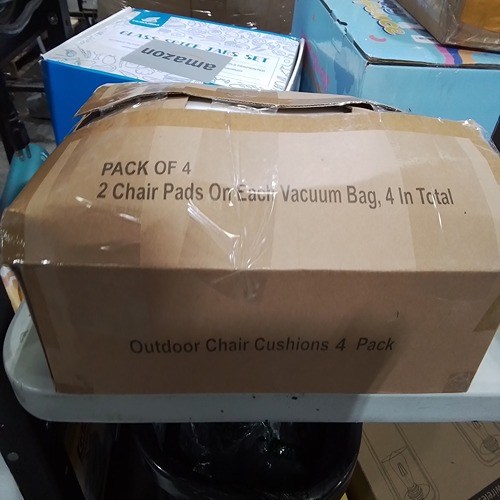 amazon
PACK OF 4
2 Chair Pads On Each Vacuum Bag, 4 In Total
Outdoor Chair Cushions 4 Pack